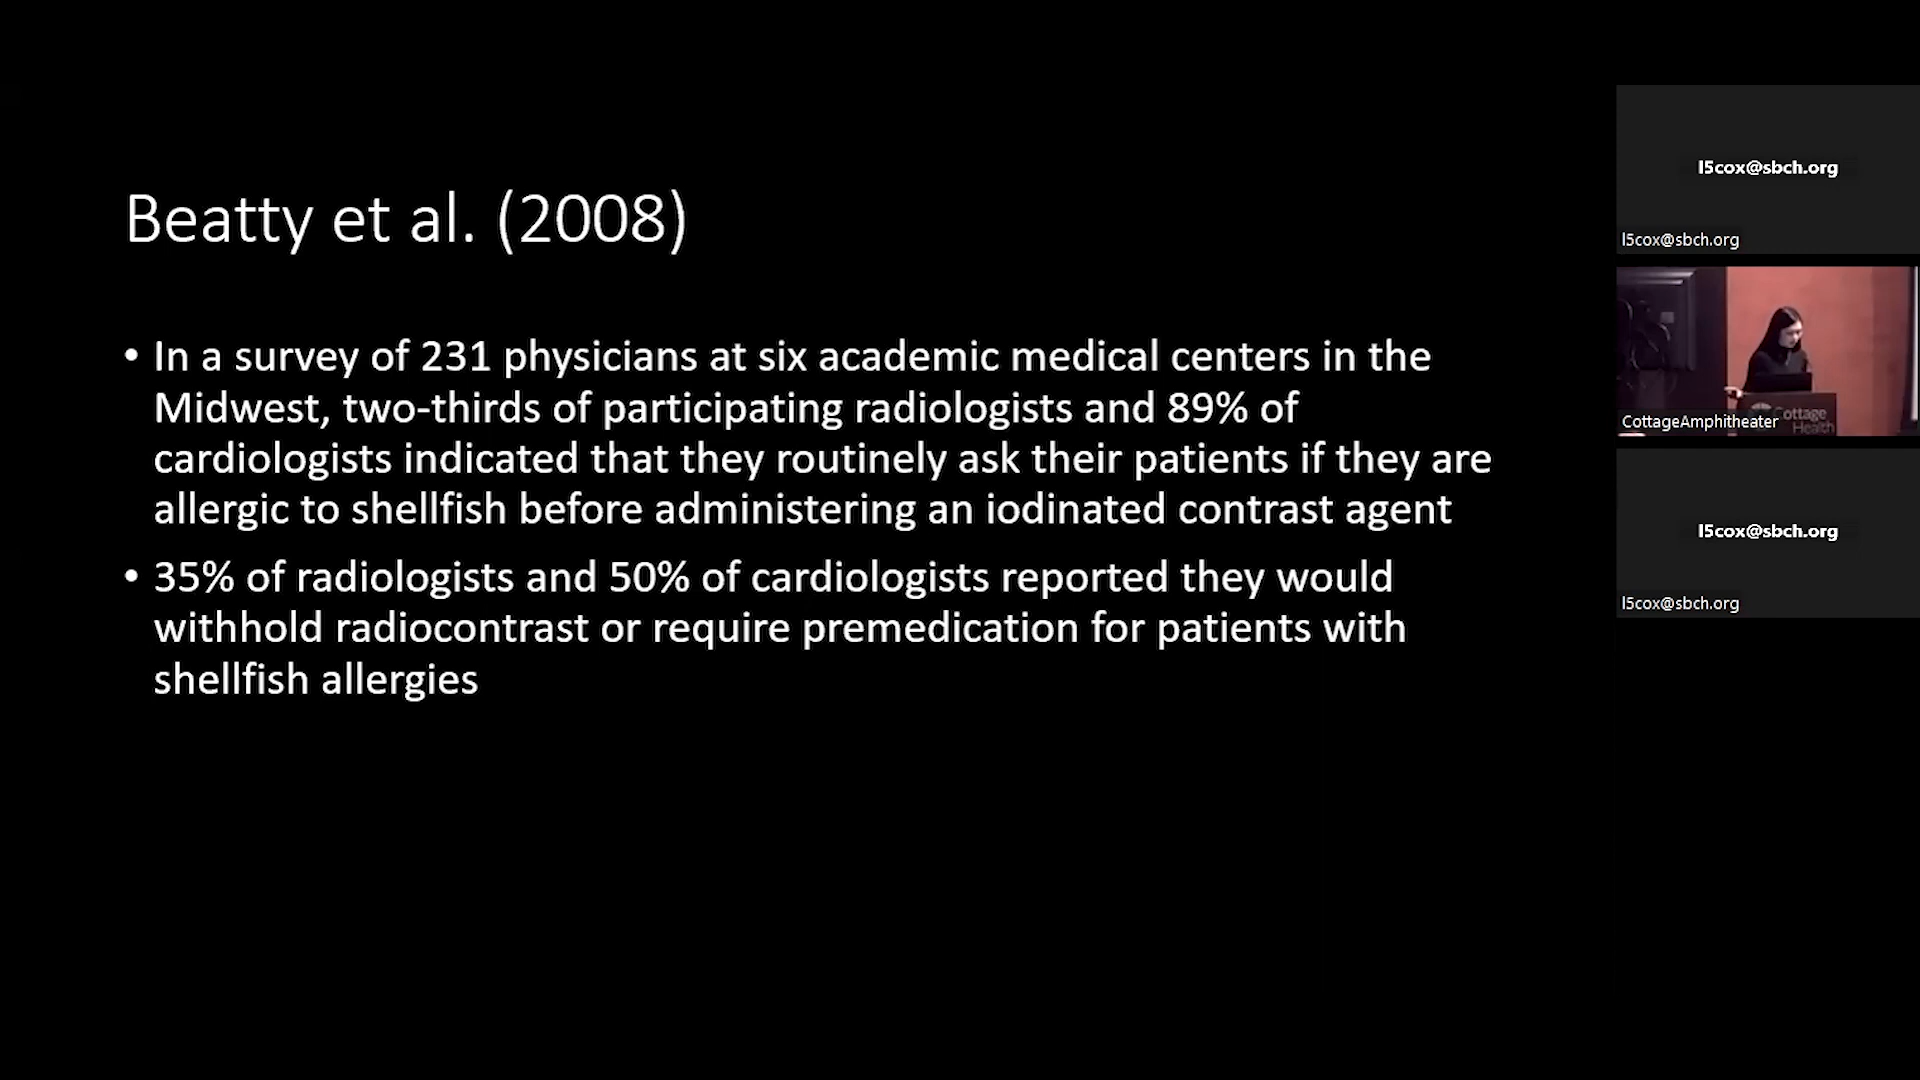 Beatty et al. (2008)
• In a survey of 231 physicians at six academic medical centers in the
Midwest, two-thirds of participating radiologists and 89% of
cardiologists indicated that they routinely ask their patients if they are
allergic to shellfish before administering an iodinated contrast agent
• 35% of radiologists and 50% of cardiologists reported they would
withhold radiocontrast or require premedication for patients with
shellfish allergies
l5cox@sbch.org
l5cox@sbch.org
Cottage
Health
CottageAmphitheater
l5cox@sbch.org
l5cox@sbch.org